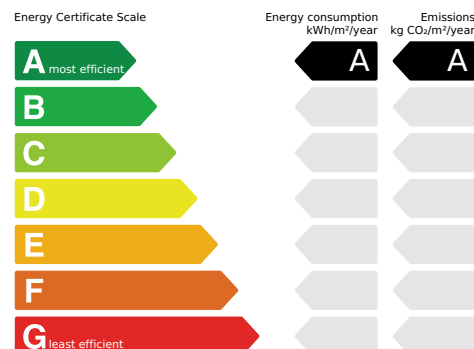 Energy Certificate Scale
Energy consumption
kWh/m²/year
Emissions
kg CO₂/m²/year
A most efficient
A
A
B
C
D
E
F
G least efficient